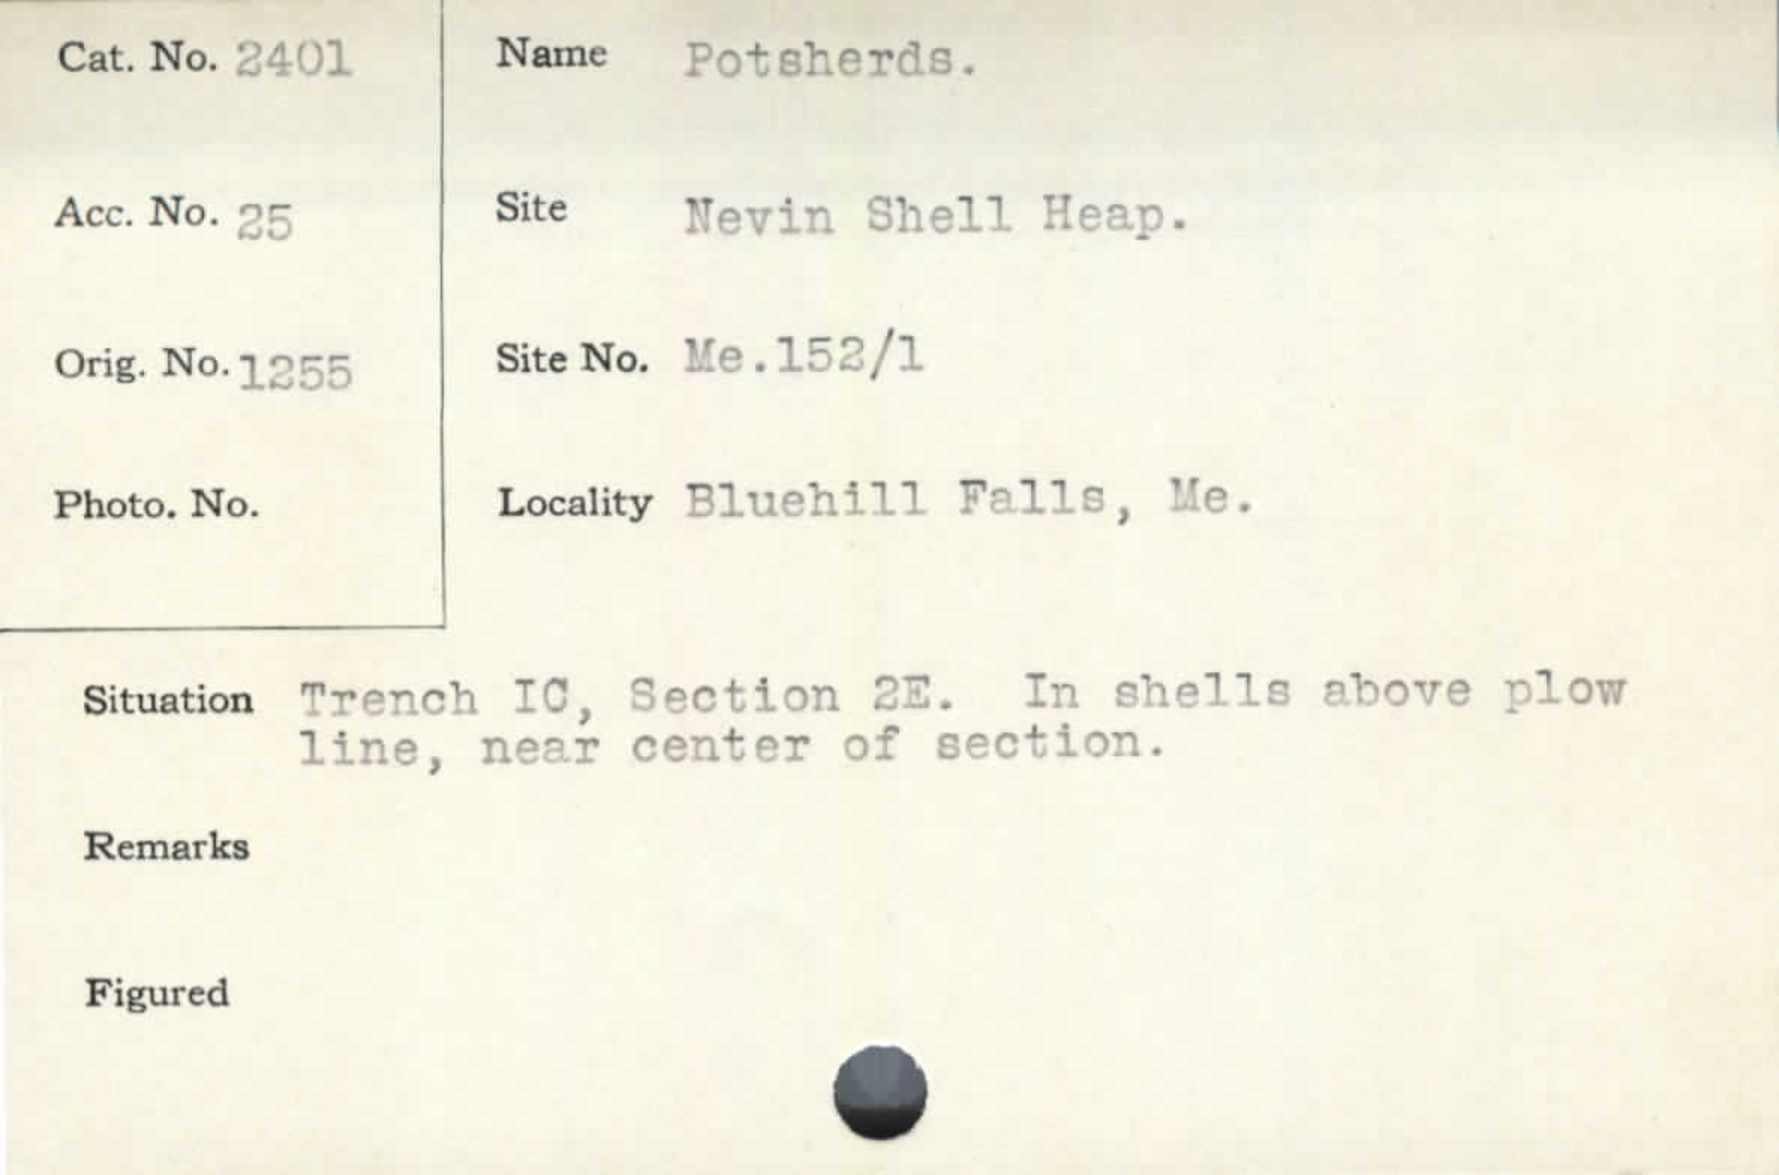 Cat. No. 2401
Name Potsherds.
Acc. No. 25
Site Nevin Shell Heap.
Orig. No. 1255
Site No. Me.152/1
Photo. No.
Locality Bluehill Falls, Me.
Situation Trench IC, Section 2E. In shells above plow
line, near center of section.
Remarks
Figured